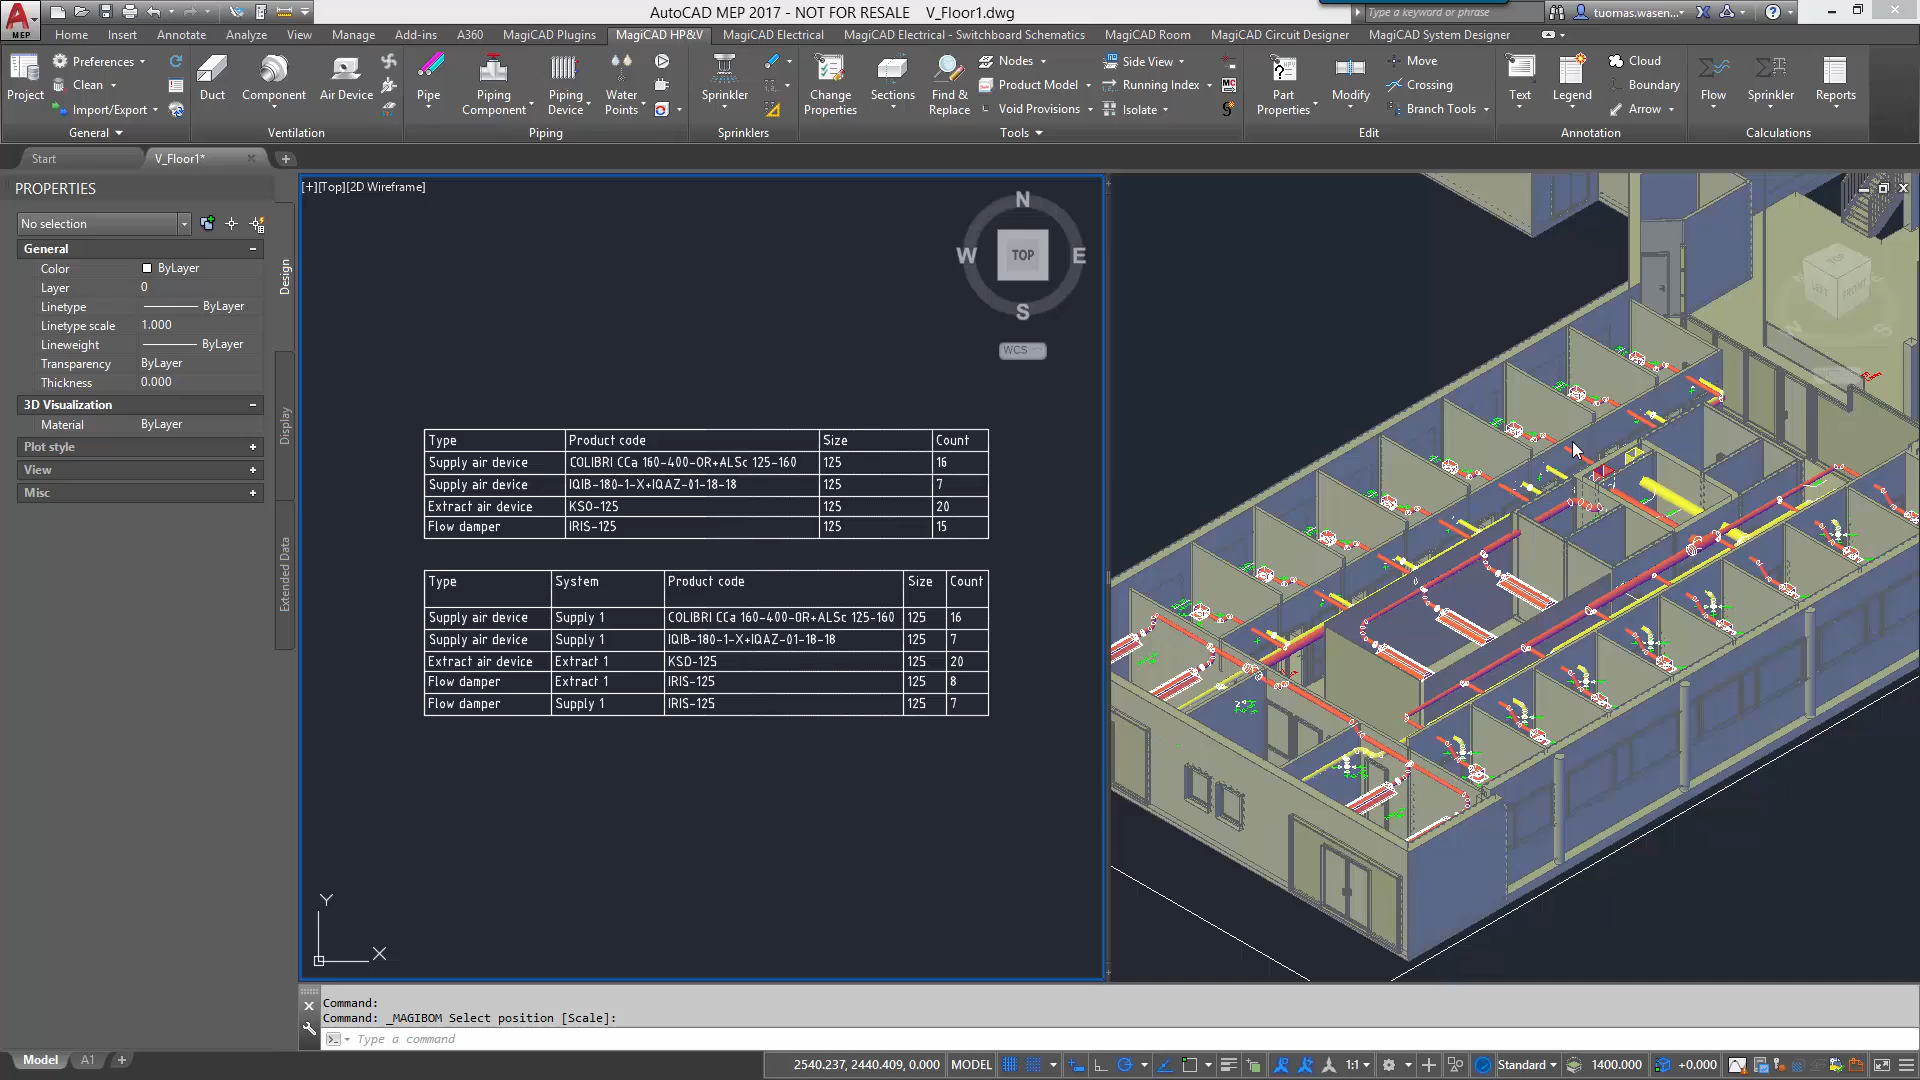 AutoCAD MEP 2017 - NOT FOR RESALE V_Floor1.dwg
Type a keyword or phrase
tuomas.wasen...
MEP
Home Insert Annotate Analyze View Manage Add-ins A360 MagiCAD Plugins MagiCAD HP&V MagiCAD Electrical MagiCAD Electrical - Switchboard Schematics MagiCAD Room MagiCAD Circuit Designer MagiCAD System Designer
Project
Preferences
Clean
Import/Export
General
Duct
Component
Air Device
Ventilation
Pipe
Piping Component
Piping Device
Water Points
Piping
Sprinkler
Sprinklers
Change Properties
Sections
Find & Replace
Nodes
Product Model
Void Provisions
Side View
Running Index
Isolate
Tools
Part Properties
Modify
Move
Crossing
Branch Tools
Edit
Text
Legend
Cloud
Boundary
Arrow
Annotation
Flow
Sprinkler
Reports
Calculations
Start
V_Floor1*
PROPERTIES
No selection
General
Color ByLayer
Layer 0
Linetype ByLayer
Linetype scale 1.000
Lineweight ByLayer
Transparency ByLayer
Thickness 0.000
3D Visualization
Material ByLayer
Plot style
View
Misc
Design
Display
Extended Data
[+][Top][2D Wireframe]
N
W TOP E
S
WCS
Type Product code Size Count
Supply air device COLIBRI CCa 160-400-OR+ALSc 125-160 125 16
Supply air device IQIB-180-1-X+IQAZ-01-18-18 125 7
Extract air device KSO-125 125 20
Flow damper IRIS-125 125 15
Type System Product code Size Count
Supply air device Supply 1 COLIBRI CCa 160-400-OR+ALSc 125-160 125 16
Supply air device Supply 1 IQIB-180-1-X+IQAZ-01-18-18 125 7
Extract air device Extract 1 KSO-125 125 20
Flow damper Extract 1 IRIS-125 125 8
Flow damper Supply 1 IRIS-125 125 7
Y
X
TOP
LEFT
FRONT
S
Command:
Command: _MAGIBOM Select position [Scale]:
Type a command
Model A1
2540.237, 2440.409, 0.000 MODEL 1:1 Standard 1400.000 +0.000